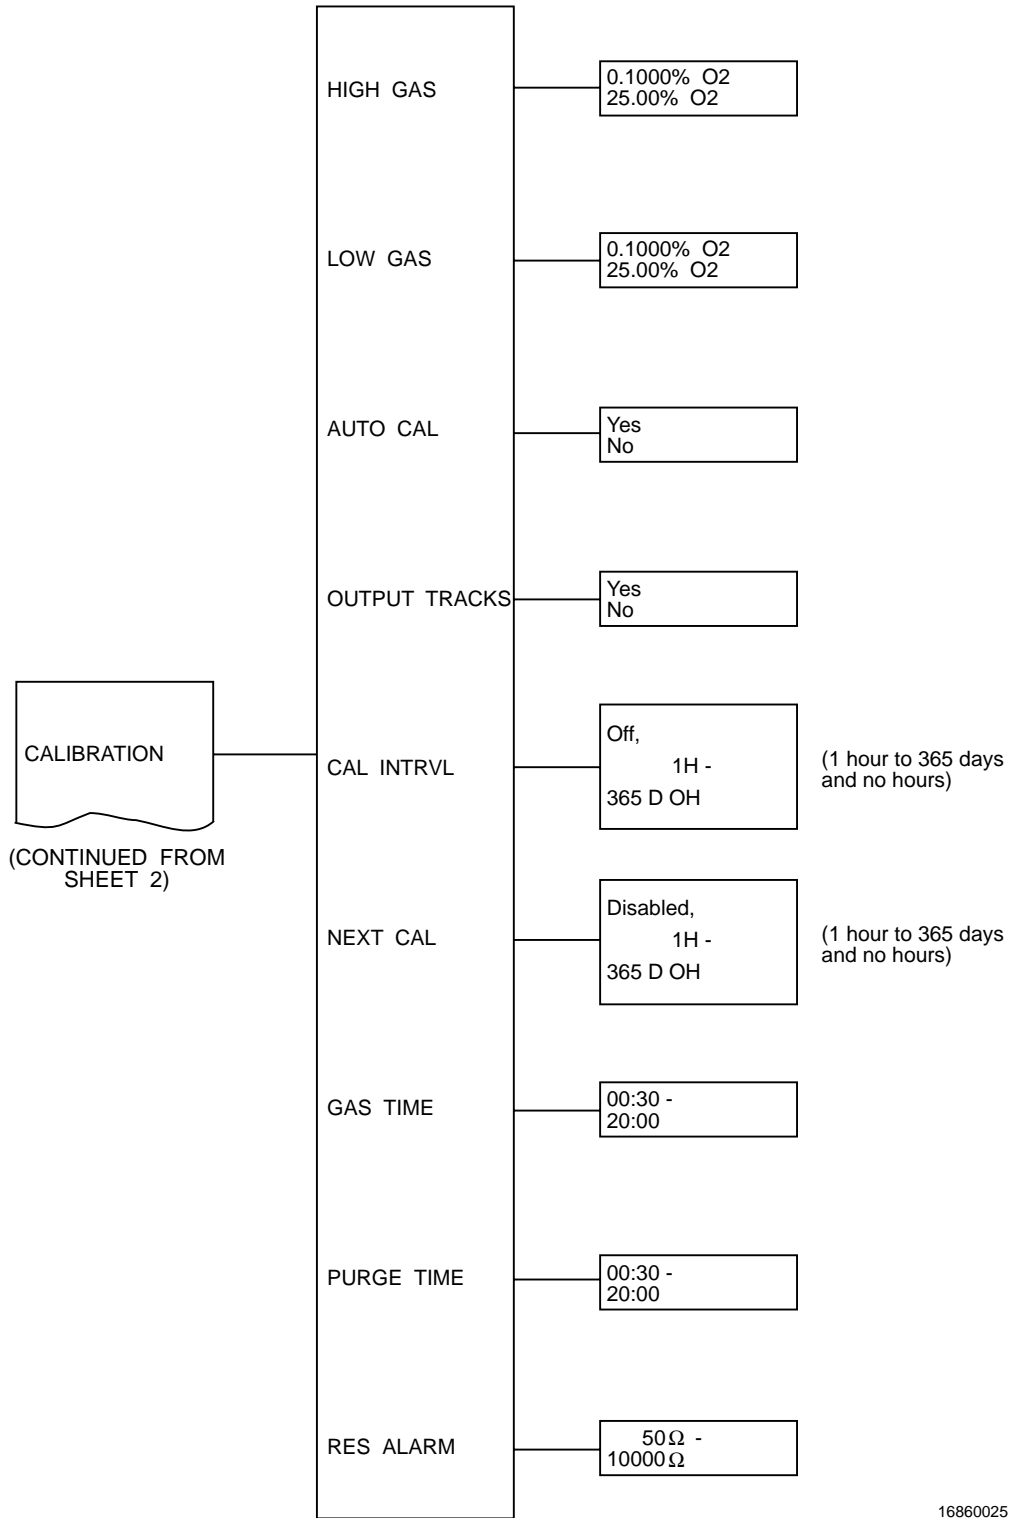 HIGH GAS
0.1000% O2
25.00% O2
LOW GAS
0.1000% O2
25.00% O2
AUTO CAL
Yes
No
OUTPUT TRACKS
Yes
No
CALIBRATION
(CONTINUED FROM
SHEET 2)
CAL INTRVL
Off,
1H -
365 D OH
(1 hour to 365 days
and no hours)
NEXT CAL
Disabled,
1H -
365 D OH
(1 hour to 365 days
and no hours)
GAS TIME
00:30 -
20:00
PURGE TIME
00:30 -
20:00
RES ALARM
50Ω -
10000Ω
16860025